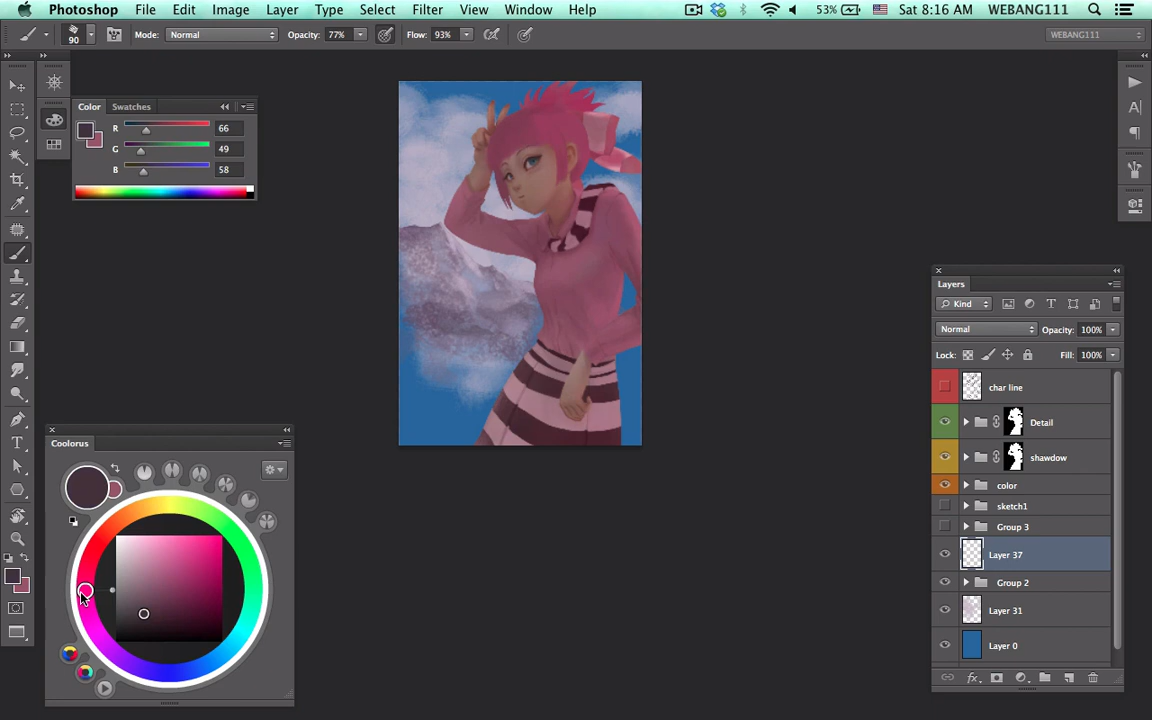 Photoshop File Edit Image Layer Type Select Filter View Window Help 53% Sat 8:16 AM WEBANG111
90 Mode: Normal Opacity: 77% Flow: 93% WEBANG111
Color Swatches
R 66
G 49
B 58
Layers
Kind
Normal Opacity: 100%
Lock: Fill: 100%
char line
Detail
shawdow
color
sketch1
Group 3
Layer 37
Group 2
Layer 31
Layer 0
fx
Coolorus